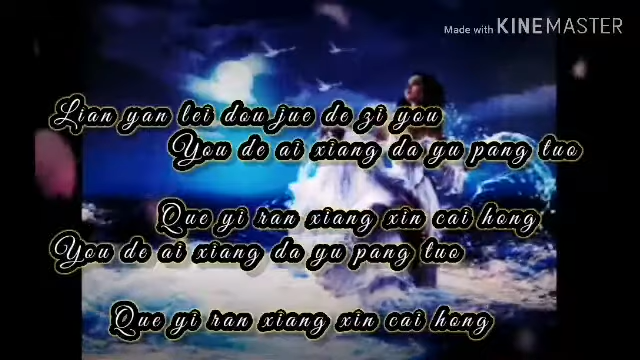 Made with KINEMASTER
Lian yan lei dou jue de zi you
You de ai xiang da yu pang tuo
Que yi ran xiang xin cai hong
You de ai xiang da yu pang tuo
Que yi ran xiang xin cai hong